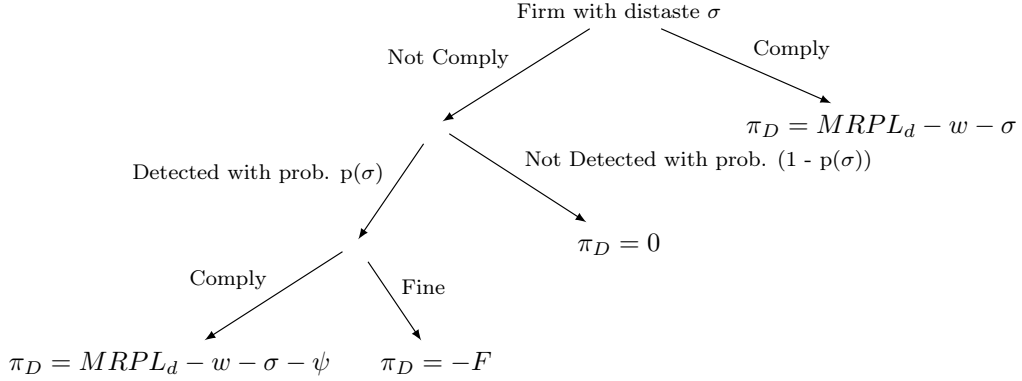 Firm with distaste σ
Not Comply
Comply
π_D = MRPL_d − w − σ
Detected with prob. p(σ)
Not Detected with prob. (1 - p(σ))
π_D = 0
Comply
Fine
π_D = MRPL_d − w − σ − ψ
π_D = −F